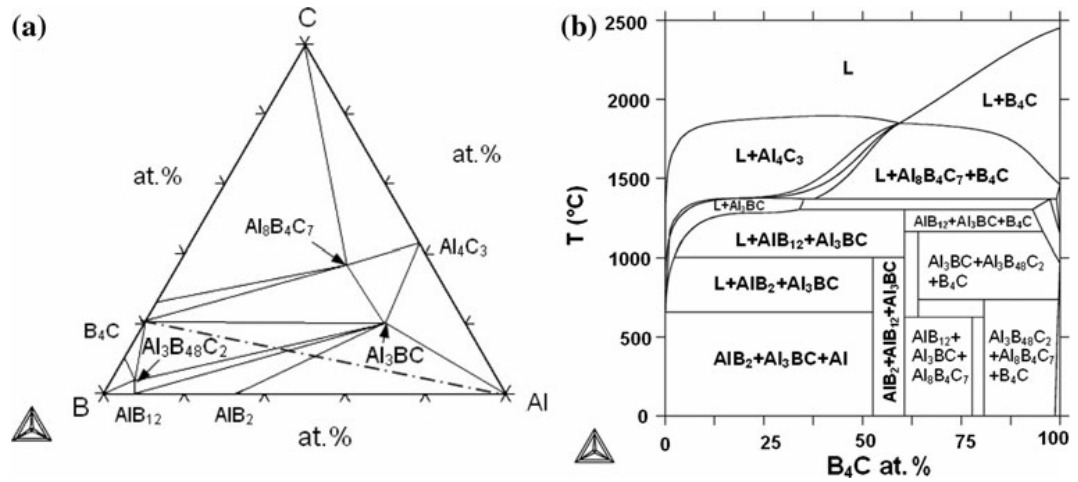 (a)
C
at.%
at.%
Al₈B₄C₇
Al₄C₃
B₄C
Al₃B₄₈C₂
Al₃BC
B
AlB₁₂
AlB₂
Al
at.%
(b)
2500
2000
1500
1000
500
0
T (°C)
L
L+B₄C
L+Al₄C₃
L+Al₈B₄C₇+B₄C
L+Al₃BC
AlB₁₂+Al₃BC+B₄C
L+AlB₁₂+Al₃BC
L+AlB₂+Al₃BC
Al₃BC+Al₃B₄₈C₂
+B₄C
AlB₂+Al₃BC+Al
AlB₂+AlB₁₂+Al₃BC
AlB₁₂+
Al₃BC+
Al₈B₄C₇
Al₃B₄₈C₂
+Al₈B₄C₇
+B₄C
0
25
50
75
100
B₄C at. %